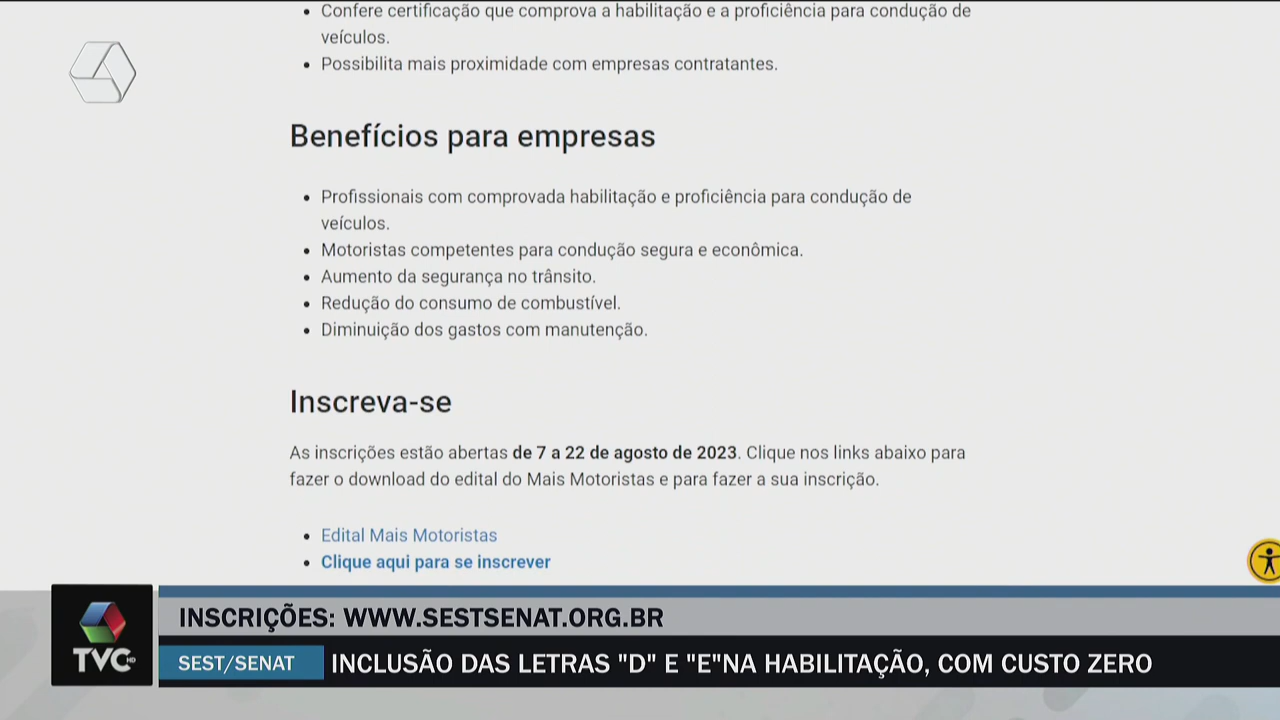 • Confere certificação que comprova a habilitação e a proficiência para condução de
veículos.
• Possibilita mais proximidade com empresas contratantes.
Benefícios para empresas
• Profissionais com comprovada habilitação e proficiência para condução de
veículos.
• Motoristas competentes para condução segura e econômica.
• Aumento da segurança no trânsito.
• Redução do consumo de combustível.
• Diminuição dos gastos com manutenção.
Inscreva-se
As inscrições estão abertas de 7 a 22 de agosto de 2023. Clique nos links abaixo para
fazer o download do edital do Mais Motoristas e para fazer a sua inscrição.
• Edital Mais Motoristas
• Clique aqui para se inscrever
INSCRIÇÕES: WWW.SESTSENAT.ORG.BR
TVC HD
SEST/SENAT INCLUSÃO DAS LETRAS "D" E "E"NA HABILITAÇÃO, COM CUSTO ZERO